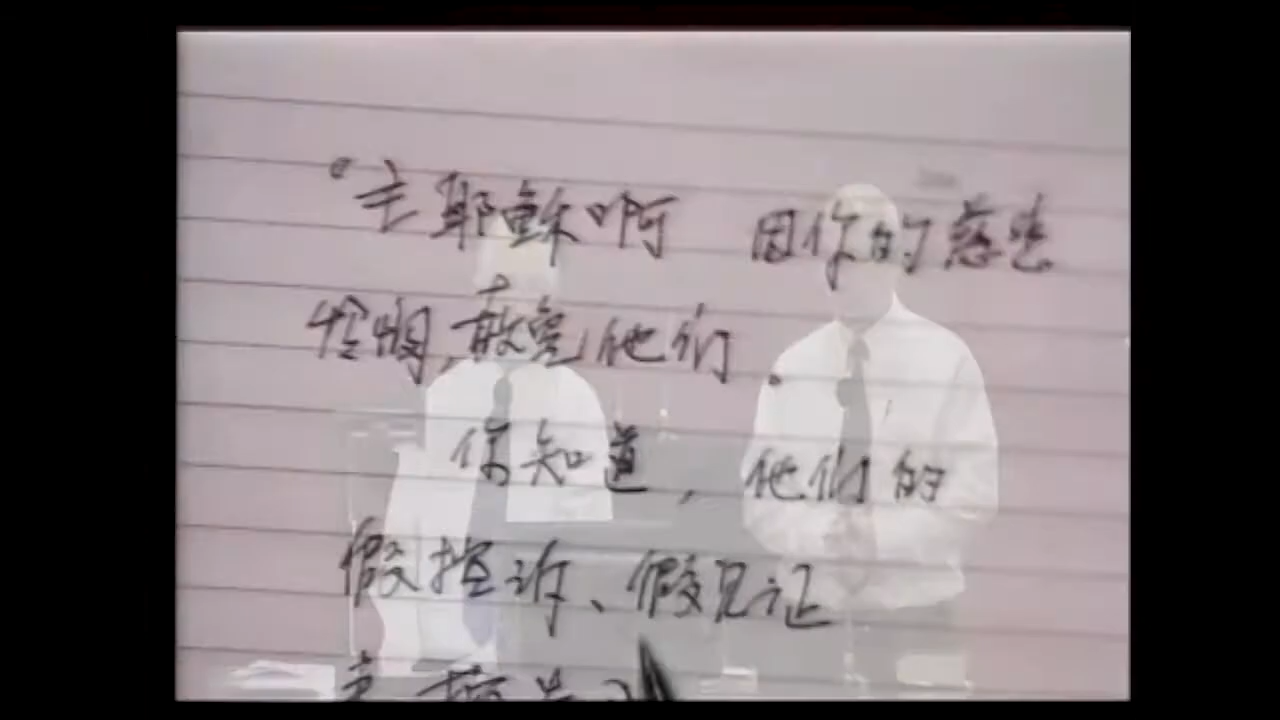 “主耶稣啊 因你的慈悲
怜悯,赦免他们、
你知道,他们的
假控诉、假见证